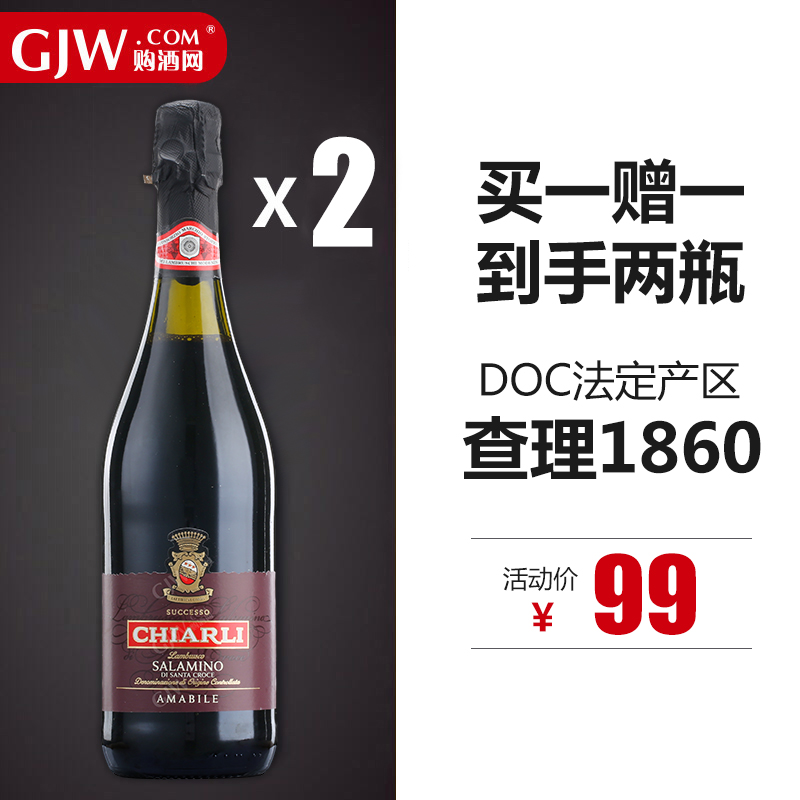 GJW.COM®
购酒网
x2
买一赠一
到手两瓶
DOC法定产区
查理1860
活动价
¥ 99
SUCCESSO
CHIARLI
Lambrusco
SALAMINO
DI SANTA CROCE
Denominazione di Origine Controllata
AMABILE